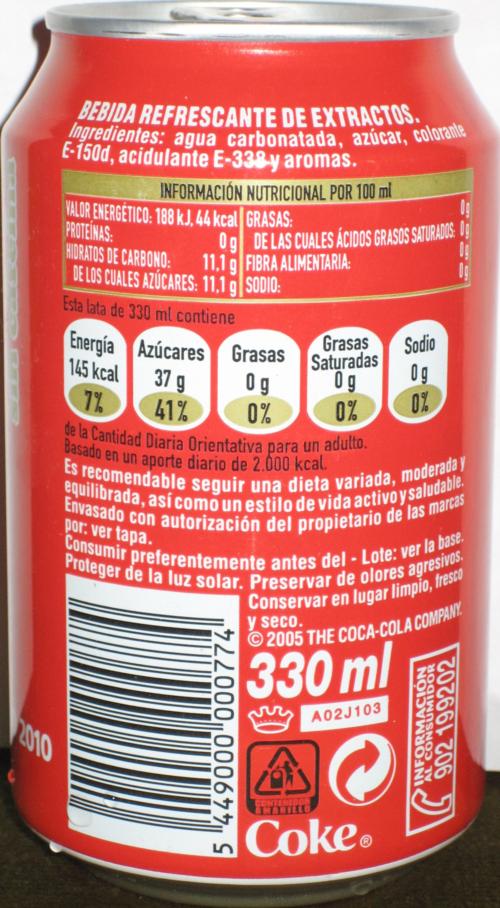 BEBIDA REFRESCANTE DE EXTRACTOS.
Ingredientes: agua carbonatada, azúcar, colorante
E-150d, acidulante E-338 y aromas.
INFORMACIÓN NUTRICIONAL POR 100 ml
VALOR ENERGÉTICO: 188 kJ, 44 kcal
PROTEÍNAS: 0 g
HIDRATOS DE CARBONO: 11,1 g
DE LOS CUALES AZÚCARES: 11,1 g
GRASAS: 0 g
DE LAS CUALES ÁCIDOS GRASOS SATURADOS: 0 g
FIBRA ALIMENTARIA: 0 g
SODIO: 0 g
Esta lata de 330 ml contiene
Energía
145 kcal
7%
Azúcares
37 g
41%
Grasas
0 g
0%
Grasas
Saturadas
0 g
0%
Sodio
0 g
0%
de la Cantidad Diaria Orientativa para un adulto.
Basado en un aporte diario de 2.000 kcal.
Es recomendable seguir una dieta variada, moderada y
equilibrada, así como un estilo de vida activo y saludable.
Envasado con autorización del propietario de las marcas
por: ver tapa.
Consumir preferentemente antes del - Lote: ver la base.
Proteger de la luz solar. Preservar de olores agresivos.
Conservar en lugar limpio, fresco
y seco.
© 2005 THE COCA-COLA COMPANY.
330 ml
A02J103
CONTENEDOR
AMARILLO
Coke®
INFORMACIÓN
AL CONSUMIDOR
902 199202
5 449000 000774
2010